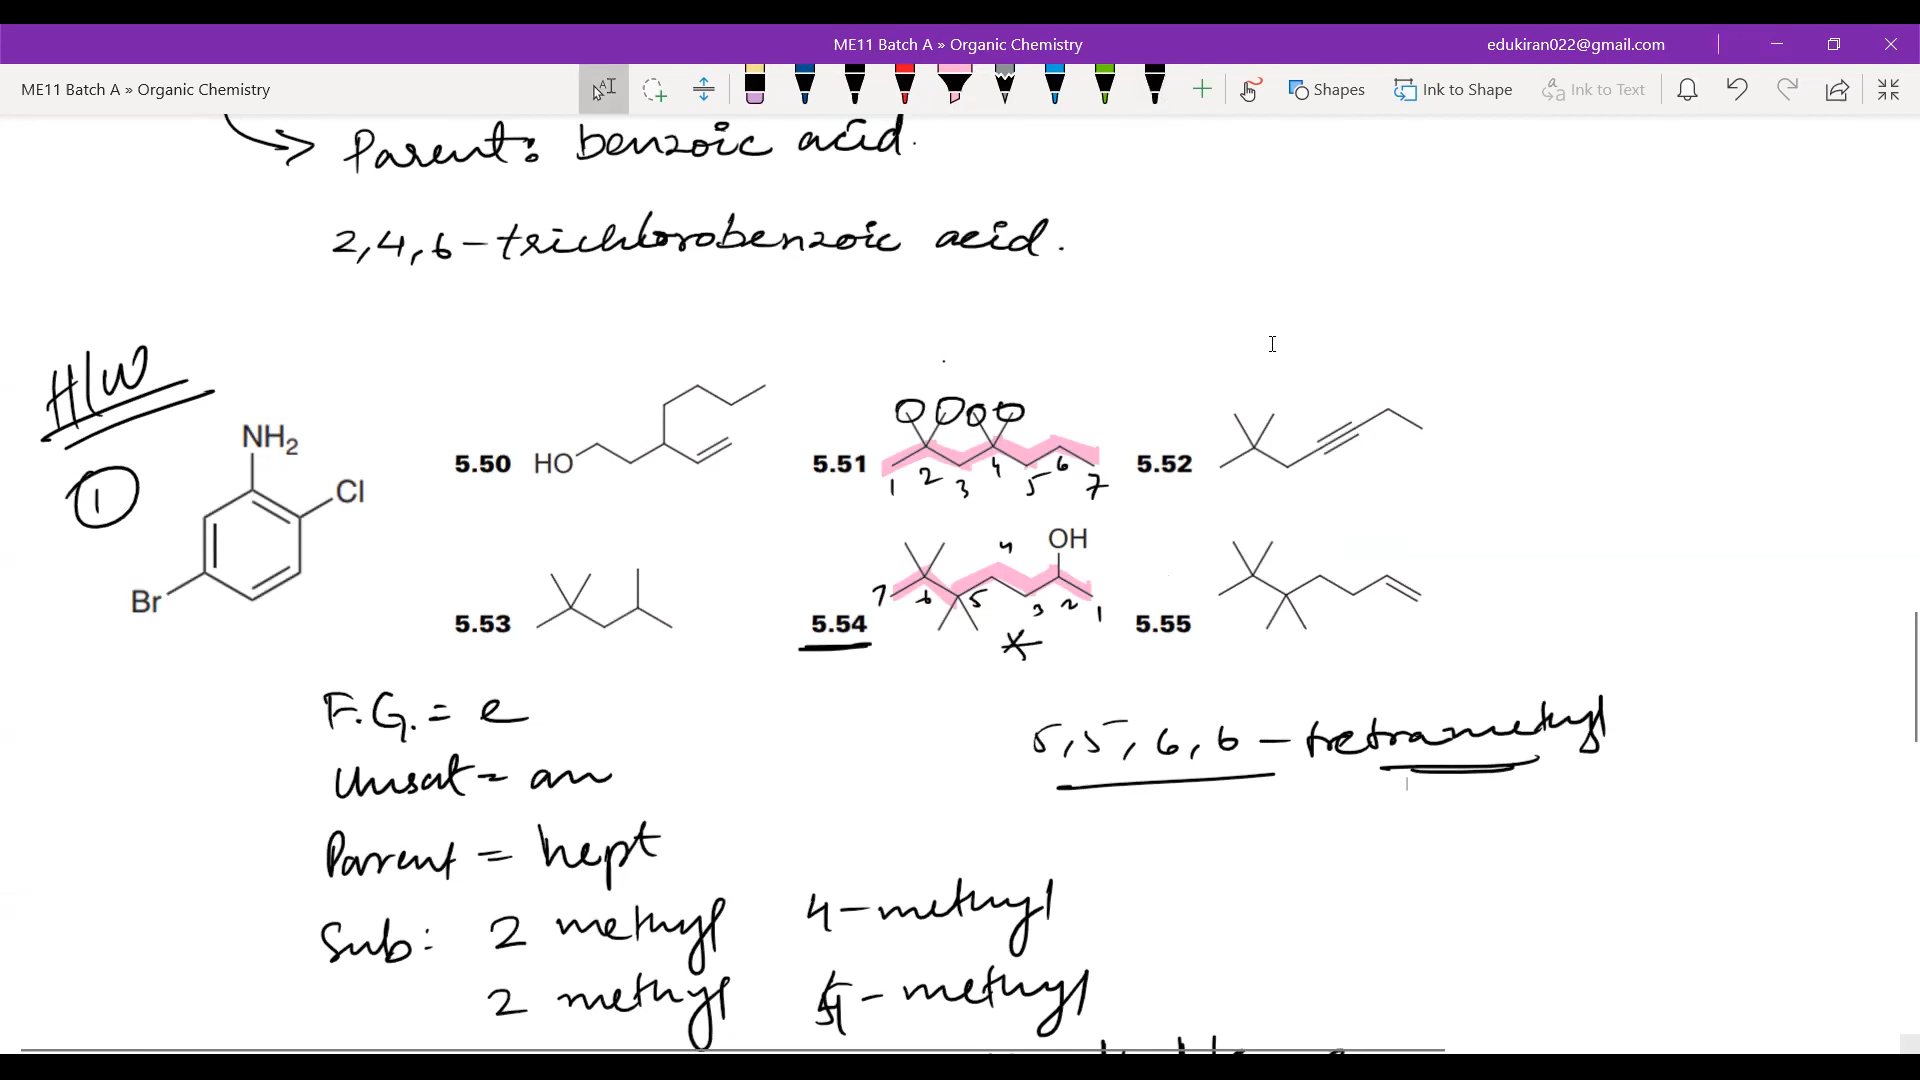 ME11 Batch A » Organic Chemistry
edukiran022@gmail.com
ME11 Batch A » Organic Chemistry
Shapes
Ink to Shape
Ink to Text
Parent: benzoic acid.
2,4,6-trichlorobenzoic acid.
H/W
1
NH2
Cl
Br
5.50 HO
5.51
1 2 3 4 5 6 7
5.52
5.53
5.54
OH
7 6 5 4 3 2 1
5.55
F.G. = e
5,5,6,6-tretramethyl
Unsat = an
Parent = hept
Sub: 2 methyl 4-methyl
2 methyl 4-methyl